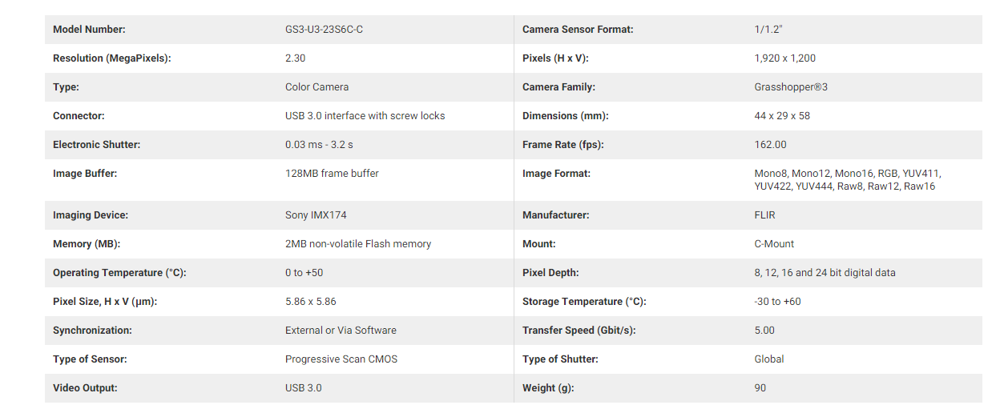 Model Number: GS3-U3-23S6C-C Camera Sensor Format: 1/1.2"
Resolution (MegaPixels): 2.30 Pixels (H x V): 1,920 x 1,200
Type: Color Camera Camera Family: Grasshopper®3
Connector: USB 3.0 interface with screw locks Dimensions (mm): 44 x 29 x 58
Electronic Shutter: 0.03 ms - 3.2 s Frame Rate (fps): 162.00
Image Buffer: 128MB frame buffer Image Format: Mono8, Mono12, Mono16, RGB, YUV411,
YUV422, YUV444, Raw8, Raw12, Raw16
Imaging Device: Sony IMX174 Manufacturer: FLIR
Memory (MB): 2MB non-volatile Flash memory Mount: C-Mount
Operating Temperature (°C): 0 to +50 Pixel Depth: 8, 12, 16 and 24 bit digital data
Pixel Size, H x V (μm): 5.86 x 5.86 Storage Temperature (°C): -30 to +60
Synchronization: External or Via Software Transfer Speed (Gbit/s): 5.00
Type of Sensor: Progressive Scan CMOS Type of Shutter: Global
Video Output: USB 3.0 Weight (g): 90